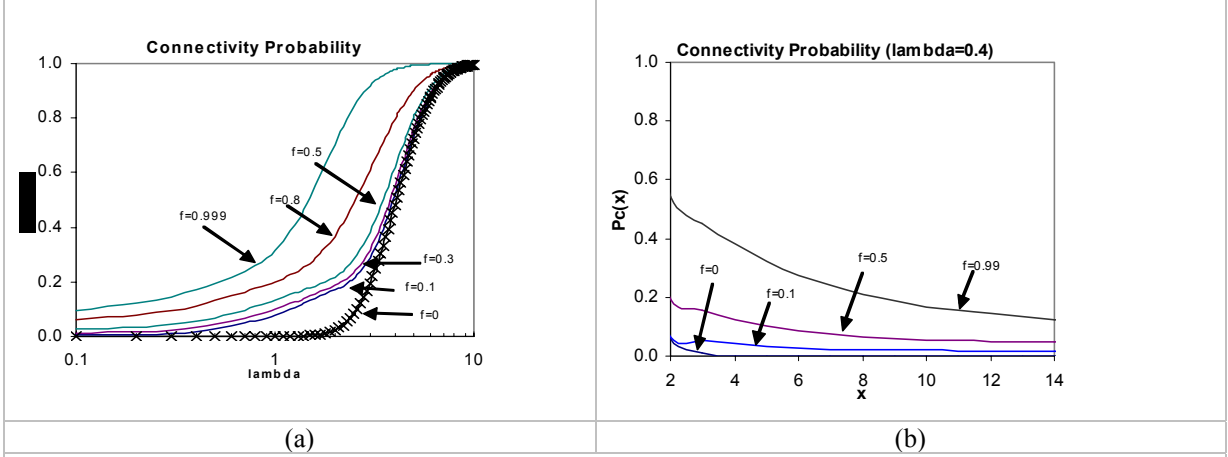 Connectivity Probability
1.0
0.8
0.6
0.4
0.2
0.0
f=0.5
f=0.8
f=0.999
f=0.3
f=0.1
f=0
0.1
1
10
lambda
(a)
Connectivity Probability (lambda=0.4)
Pc(x)
1.0
0.8
0.6
0.4
0.2
0.0
f=0
f=0.1
f=0.5
f=0.99
2
4
6
8
10
12
14
x
(b)